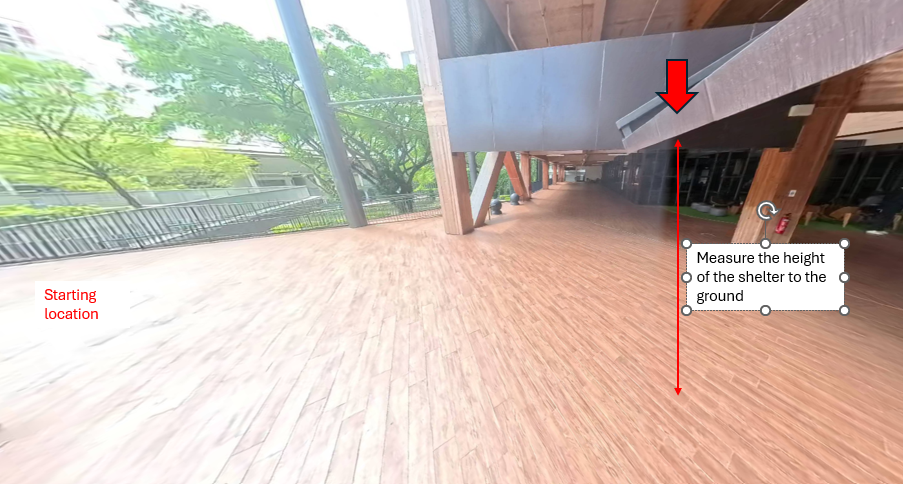 Measure the height
of the shelter to the
ground
Starting
location